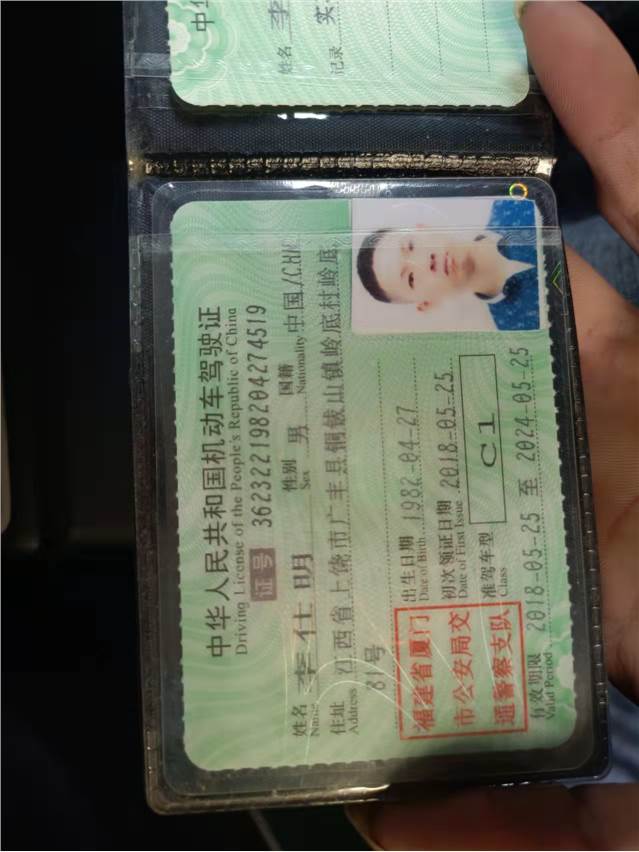 中华人民共和国机动车驾驶证
Driving License of the People's Republic of China
证号 362322198204274519
姓名 李仕明 性别 男 国籍 中国/CHN
Name Sex Nationality
住址 江西省上饶市广丰县铜钹山镇岭底村岭底
Address
81号
出生日期 1982-04-27
Date of Birth
初次领证日期 2018-05-25
Date of First Issue
准驾车型 C1
Class
福建省厦门
市公安局交
通警察支队
有效期限 2018-05-25 至 2024-05-25
Valid Period
姓名 李
记录 实